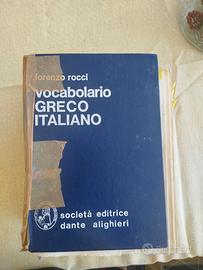 lorenzo rocci
vocabolario
GRECO
ITALIANO
società editrice
dante alighieri